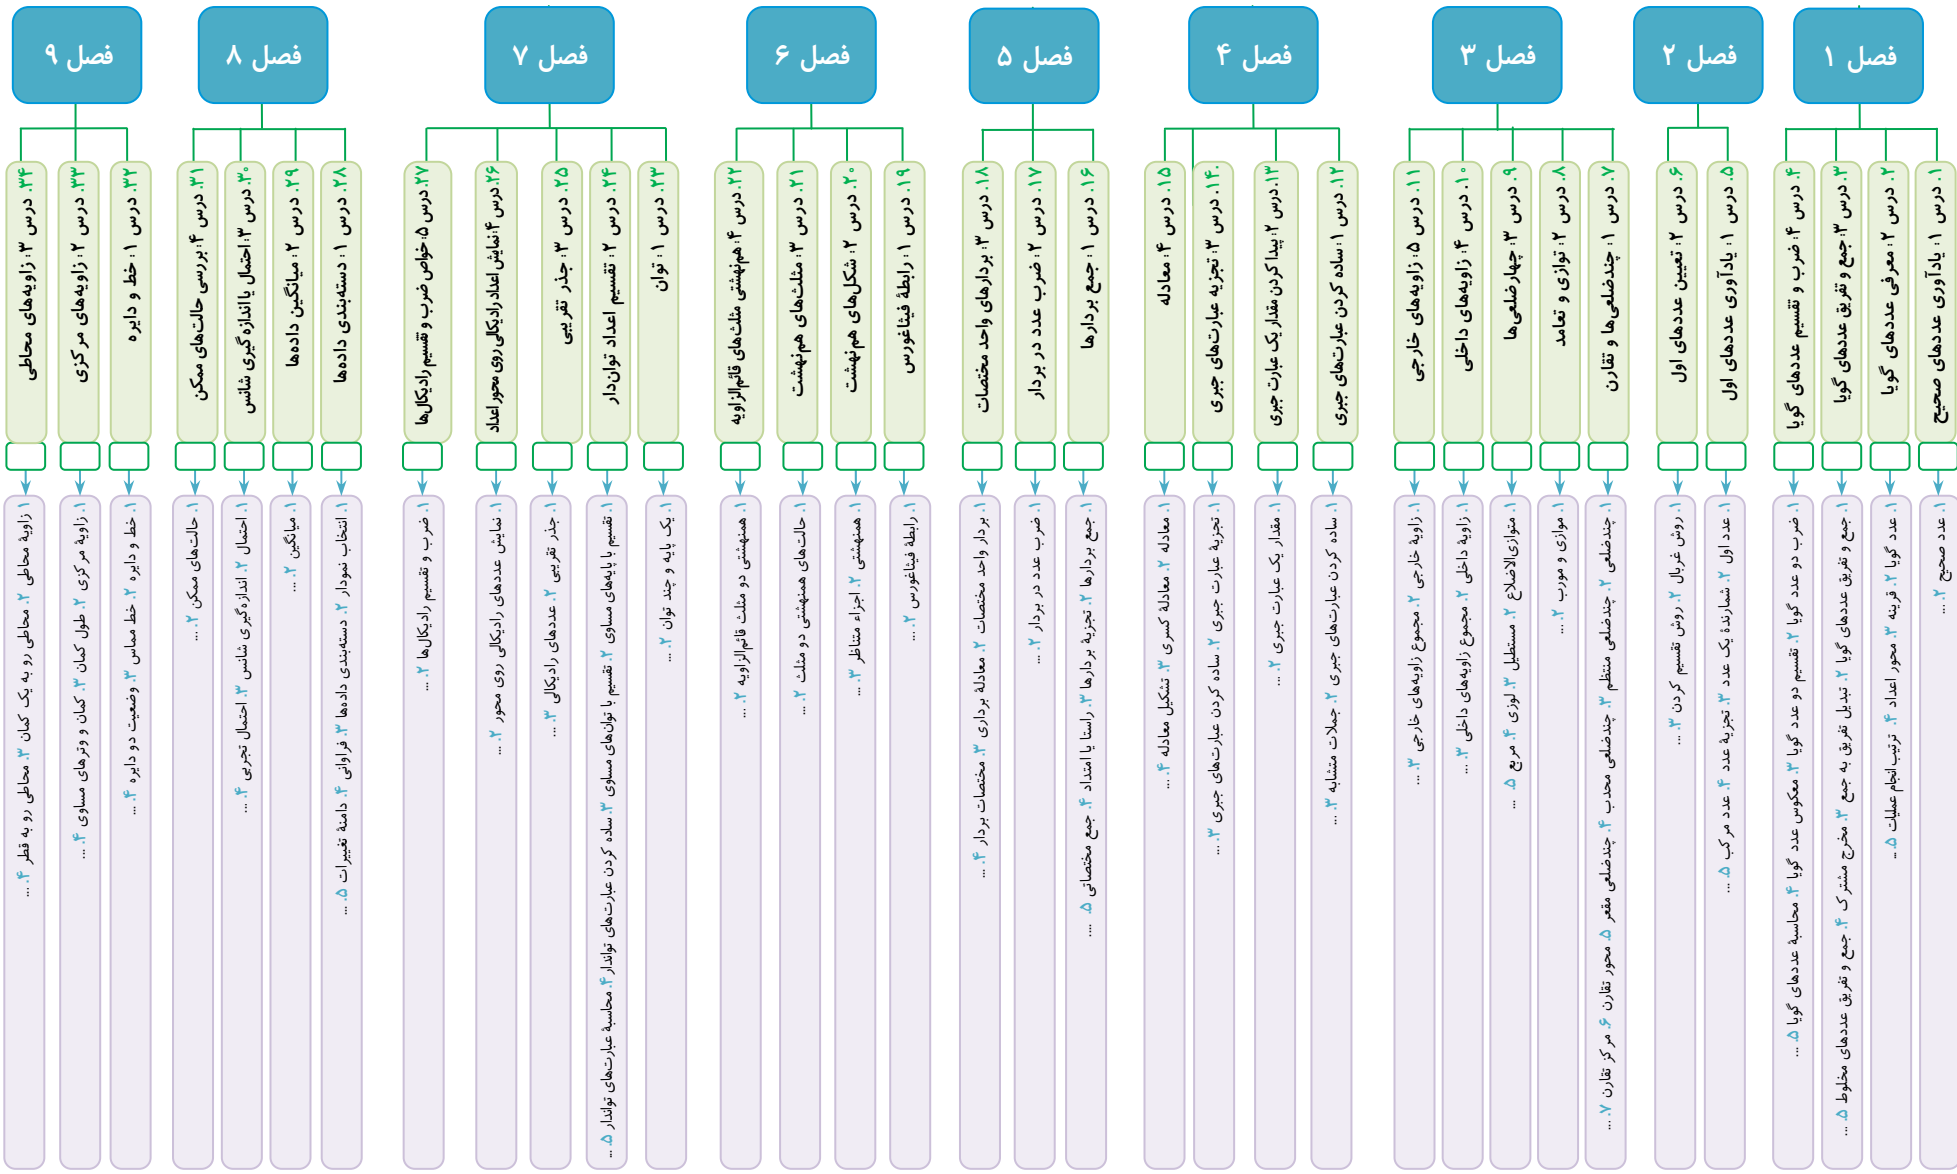 فصل ۱
فصل ۲
فصل ۳
فصل ۴
فصل ۵
فصل ۶
فصل ۷
فصل ۸
فصل ۹
۱. درس ۱: یادآوری عددهای صحیح
۲. درس ۲: معرفی عددهای گویا
۳. درس ۳: جمع و تفریق عددهای گویا
۴. درس ۴: ضرب و تقسیم عددهای گویا
۵. درس ۱: یادآوری عددهای اول
۶. درس ۲: تعیین عددهای اول
۷. درس ۱: چندضلعی‌ها و تقارن
۸. درس ۲: توازی و تعامد
۹. درس ۳: چهارضلعی‌ها
۱۰. درس ۴: زاویه‌های داخلی
۱۱. درس ۵: زاویه‌های خارجی
۱۲. درس ۱: ساده کردن عبارت‌های جبری
۱۳. درس ۲: پیدا کردن مقدار یک عبارت جبری
۱۴. درس ۳: تجزیه عبارت‌های جبری
۱۵. درس ۴: معادله
۱۶. درس ۱: جمع بردارها
۱۷. درس ۲: ضرب عدد در بردار
۱۸. درس ۳: بردارهای واحد مختصات
۱۹. درس ۱: رابطهٔ فیثاغورس
۲۰. درس ۲: شکل‌های هم‌نهشت
۲۱. درس ۳: مثلث‌های هم‌نهشت
۲۲. درس ۴: هم‌نهشتی مثلث‌های قائم‌الزاویه
۲۳. درس ۱: توان
۲۴. درس ۲: تقسیم اعداد توان‌دار
۲۵. درس ۳: جذر تقریبی
۲۶. درس ۴: نمایش اعداد رادیکالی روی محور اعداد
۲۷. درس ۵: خواص ضرب و تقسیم رادیکال‌ها
۲۸. درس ۱: دسته‌بندی داده‌ها
۲۹. درس ۲: میانگین داده‌ها
۳۰. درس ۳: احتمال یا اندازه‌گیری شانس
۳۱. درس ۴: بررسی حالت‌های ممکن
۳۲. درس ۱: خط و دایره
۳۳. درس ۲: زاویه‌های مرکزی
۳۴. درس ۳: زاویه‌های محاطی
۱. عدد صحیح ۲. ...
۱. عدد گویا ۲. قرینه ۳. محور اعداد ۴. ترتیب انجام عملیات ۵. ...
۱. جمع و تفریق عددهای گویا ۲. تبدیل تفریق به جمع ۳. مخرج مشترک ۴. جمع و تفریق عددهای مخلوط ۵. ...
۱. ضرب دو عدد گویا ۲. تقسیم دو عدد گویا ۳. معکوس عدد گویا ۴. محاسبهٔ عددهای گویا ۵. ...
۱. عدد اول ۲. شمارندهٔ یک عدد ۳. تجزیهٔ عدد ۴. عدد مرکب ۵. ...
۱. روش غربال ۲. روش تقسیم کردن ۳. ...
۱. چندضلعی ۲. چندضلعی منتظم ۳. چندضلعی محدب ۴. چندضلعی مقعر ۵. محور تقارن ۶. مرکز تقارن ۷. ...
۱. موازی و مورب ۲. ...
۱. متوازی‌الاضلاع ۲. مستطیل ۳. لوزی ۴. مربع ۵. ...
۱. زاویهٔ داخلی ۲. مجموع زاویه‌های داخلی ۳. ...
۱. زاویهٔ خارجی ۲. مجموع زاویه‌های خارجی ۳. ...
۱. ساده کردن عبارت‌های جبری ۲. جملات متشابه ۳. ...
۱. مقدار یک عبارت جبری ۲. ...
۱. تجزیهٔ عبارت جبری ۲. ساده کردن عبارت‌های جبری ۳. ...
۱. معادله ۲. معادلهٔ کسری ۳. تشکیل معادله ۴. ...
۱. جمع بردارها ۲. تجزیهٔ بردارها ۳. راستا یا امتداد ۴. جمع مختصاتی ۵. ....
۱. ضرب عدد در بردار ۲. ...
۱. بردار واحد مختصات ۲. معادلهٔ برداری ۳. مختصات بردار ۴. ...
۱. رابطهٔ فیثاغورس ۲. ...
۱. همنهشتی ۲. اجزاء متناظر ۳. ...
۱. حالت‌های همنهشتی دو مثلث ۲. ...
۱. همنهشتی دو مثلث قائم‌الزاویه ۲. ...
۱. یک پایه و چند توان ۲. ...
۱. تقسیم با پایه‌های مساوی ۲. تقسیم با توان‌های مساوی ۳. ساده کردن عبارت‌های تواندار ۴. محاسبهٔ عبارت‌های تواندار ۵. ...
۱. جذر تقریبی ۲. عددهای رادیکالی ۳. ...
۱. نمایش عددهای رادیکالی روی محور ۲. ...
۱. ضرب و تقسیم رادیکال‌ها ۲. ...
۱. انتخاب نمودار ۲. دسته‌بندی داده‌ها ۳. فراوانی ۴. دامنهٔ تغییرات ۵. ...
۱. میانگین ۲. ...
۱. احتمال ۲. اندازه‌گیری شانس ۳. احتمال تجربی ۴. ...
۱. حالت‌های ممکن ۲. ...
۱. خط و دایره ۲. خط مماس ۳. وضعیت دو دایره ۴. ...
۱. زاویهٔ مرکزی ۲. طول کمان ۳. کمان و وترهای مساوی ۴. ...
۱. زاویهٔ محاطی ۲. محاطی رو به یک کمان ۳. محاطی رو به قطر ۴. ...